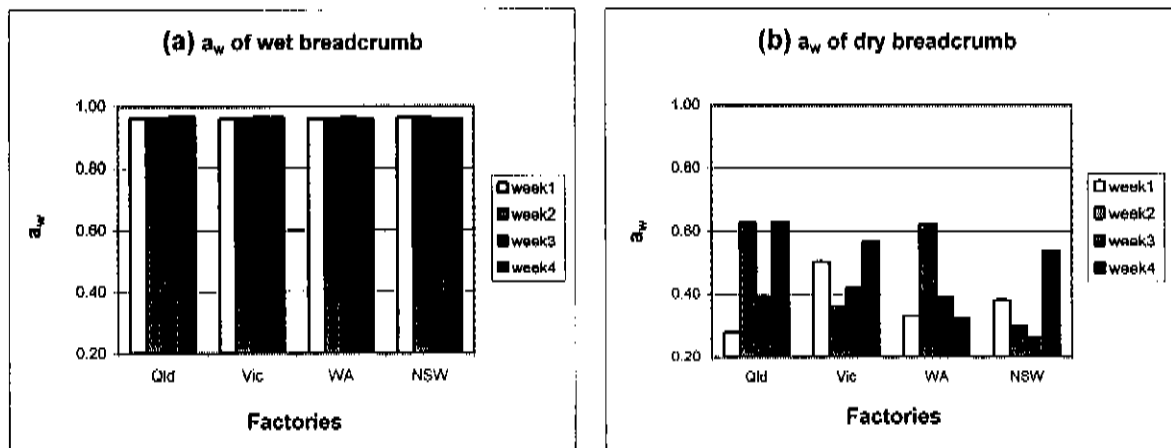 (a) aw of wet breadcrumb
1.00
0.80
0.60
0.40
0.20
aw
Qld Vic WA NSW
Factories
week1
week2
week3
week4
(b) aw of dry breadcrumb
1.00
0.80
0.60
0.40
0.20
aw
Qld Vic WA NSW
Factories
week1
week2
week3
week4